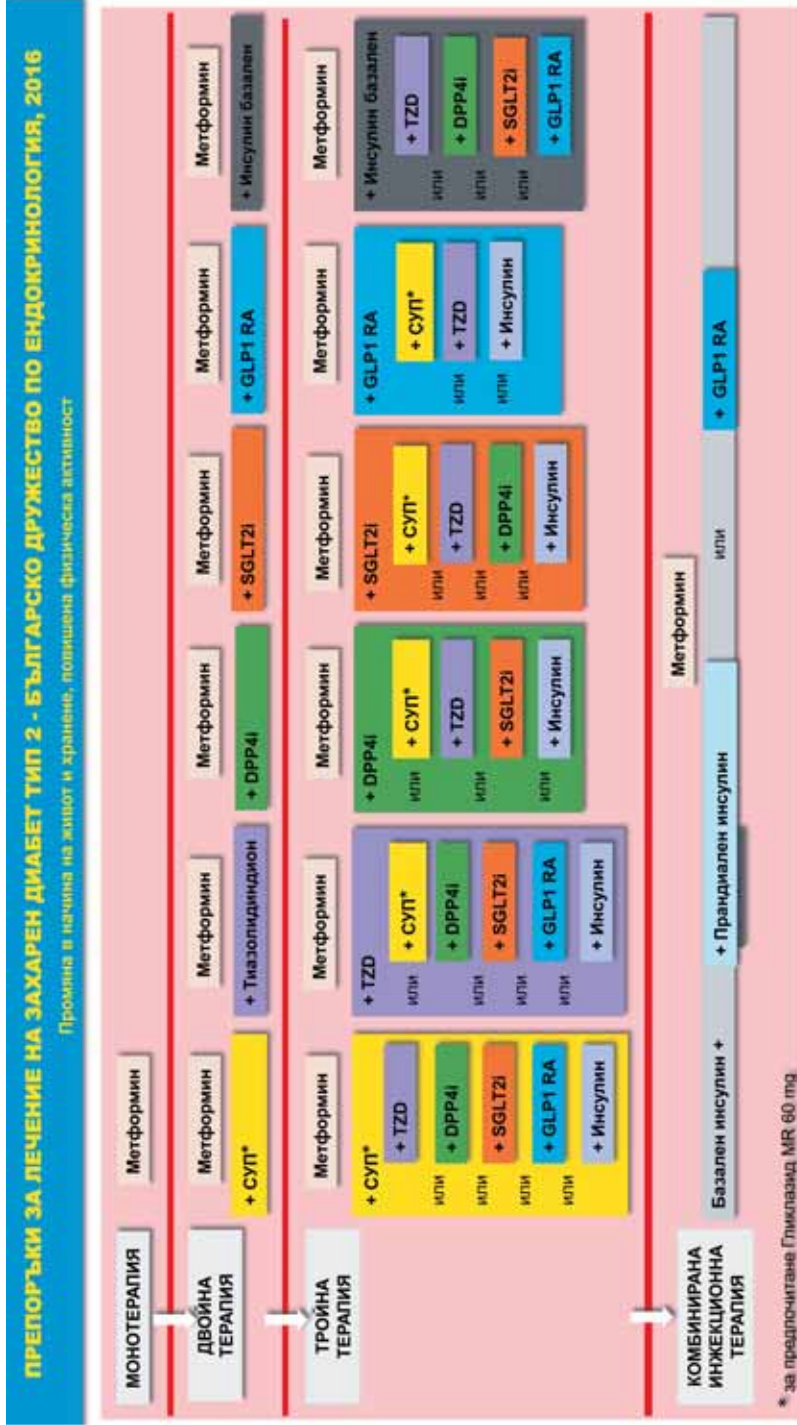 ПРЕПОРЪКИ ЗА ЛЕЧЕНИЕ НА ЗАХАРЕН ДИАБЕТ ТИП 2 - БЪЛГАРСКО ДРУЖЕСТВО ПО ЕНДОКРИНОЛОГИЯ, 2016
Промяна в начина на живот и хранене, повишена физическа активност
МОНОТЕРАПИЯ
Метформин
ДВОЙНА
ТЕРАПИЯ
Метформин
+ СУП*
Метформин
+ Тиазолидиндион
Метформин
+ DPP4i
Метформин
+ SGLT2i
Метформин
+ GLP1 RA
Метформин
+ Инсулин базален
ТРОЙНА
ТЕРАПИЯ
Метформин
+ СУП*
+ TZD
или
+ DPP4i
или
+ SGLT2i
или
+ GLP1 RA
или
+ Инсулин
Метформин
+ TZD
+ СУП*
или
+ DPP4i
или
+ SGLT2i
или
+ GLP1 RA
или
+ Инсулин
Метформин
+ DPP4i
+ СУП*
или
+ TZD
или
+ SGLT2i
или
+ Инсулин
Метформин
+ SGLT2i
+ СУП*
или
+ TZD
или
+ DPP4i
или
+ Инсулин
Метформин
+ GLP1 RA
+ СУП*
или
+ TZD
или
+ Инсулин
Метформин
+ Инсулин базален
+ TZD
или
+ DPP4i
или
+ SGLT2i
или
+ GLP1 RA
КОМБИНИРАНА
ИНЖЕКЦИОННА
ТЕРАПИЯ
Метформин
Базален инсулин +
+ Прандиален инсулин
или
+ GLP1 RA
* за предпочитане Гликлазид MR 60 mg